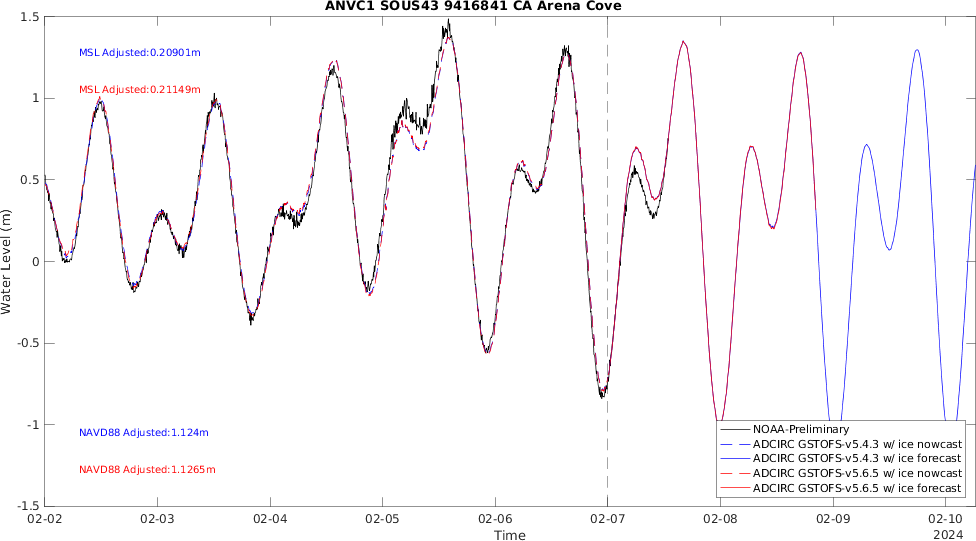 ANVC1 SOUS43 9416841 CA Arena Cove
1.5
MSL Adjusted:0.20901m
MSL Adjusted:0.21149m
1
0.5
0
-0.5
-1
-1.5
Water Level (m)
NAVD88 Adjusted:1.124m
NAVD88 Adjusted:1.1265m
NOAA-Preliminary
ADCIRC GSTOFS-v5.4.3 w/ ice nowcast
ADCIRC GSTOFS-v5.4.3 w/ ice forecast
ADCIRC GSTOFS-v5.6.5 w/ ice nowcast
ADCIRC GSTOFS-v5.6.5 w/ ice forecast
02-02 02-03 02-04 02-05 02-06 02-07 02-08 02-09 02-10
Time
2024